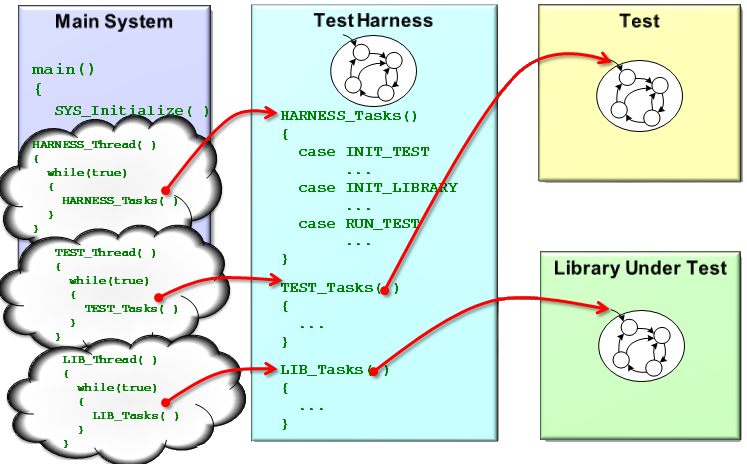 Main System
main()
{
SYS_Initialize( )
HARNESS_Thread( )
{
while(true)
{
HARNESS_Tasks( )
}
}
TEST_Thread( )
{
while(true)
{
TEST_Tasks( )
}
}
LIB_Thread( )
{
while(true)
{
LIB_Tasks( )
}
}
Test Harness
HARNESS_Tasks()
{
case INIT_TEST
...
case INIT_LIBRARY
...
case RUN_TEST
...
}
TEST_Tasks( )
{
...
}
LIB_Tasks( )
{
...
}
Test
Library Under Test